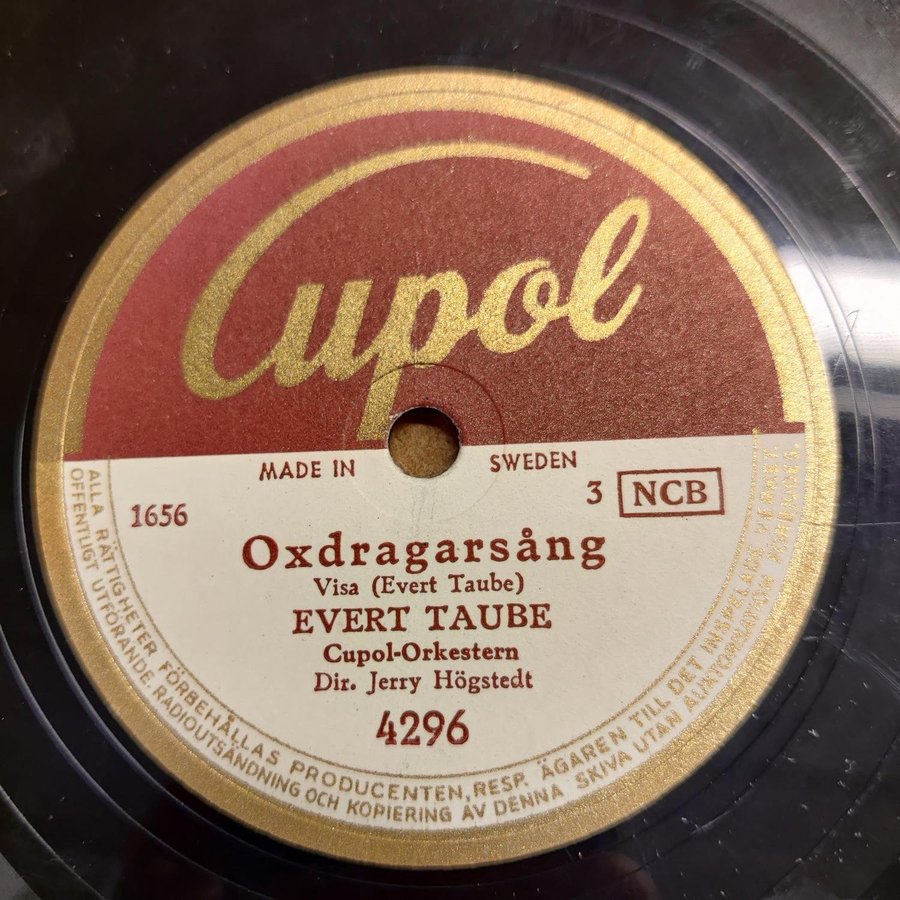 Cupol
MADE IN SWEDEN
1656
3 NCB
Oxdragarsång
Visa (Evert Taube)
EVERT TAUBE
Cupol-Orkestern
Dir. Jerry Högstedt
4296
ALLA RÄTTIGHETER FÖRBEHÅLLAS PRODUCENTEN, RESP. ÄGAREN TILL DET INSPELADE VERKET.
OFFENTLIGT UTFÖRANDE. RADIOUTSÄNDNING OCH KOPIERING AV DENNA SKIVA UTAN AUKTORISATION FÖRBJUDES.